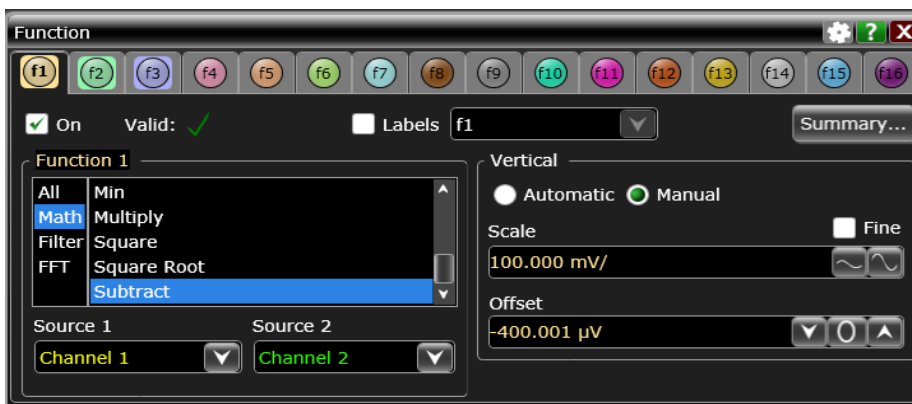 Function ?  X
f1 f2 f3 f4 f5 f6 f7 f8 f9 f10 f11 f12 f13 f14 f15 f16
On Valid: Labels f1 Summary...
Function 1
All
Math
Filter
FFT
Min
Multiply
Square
Square Root
Subtract
Source 1 Source 2
Channel 1 Channel 2
Vertical
Automatic Manual
Scale Fine
100.000 mV/
Offset
-400.001 µV 0